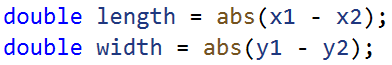 double length = abs(x1 - x2);
double width = abs(y1 - y2);